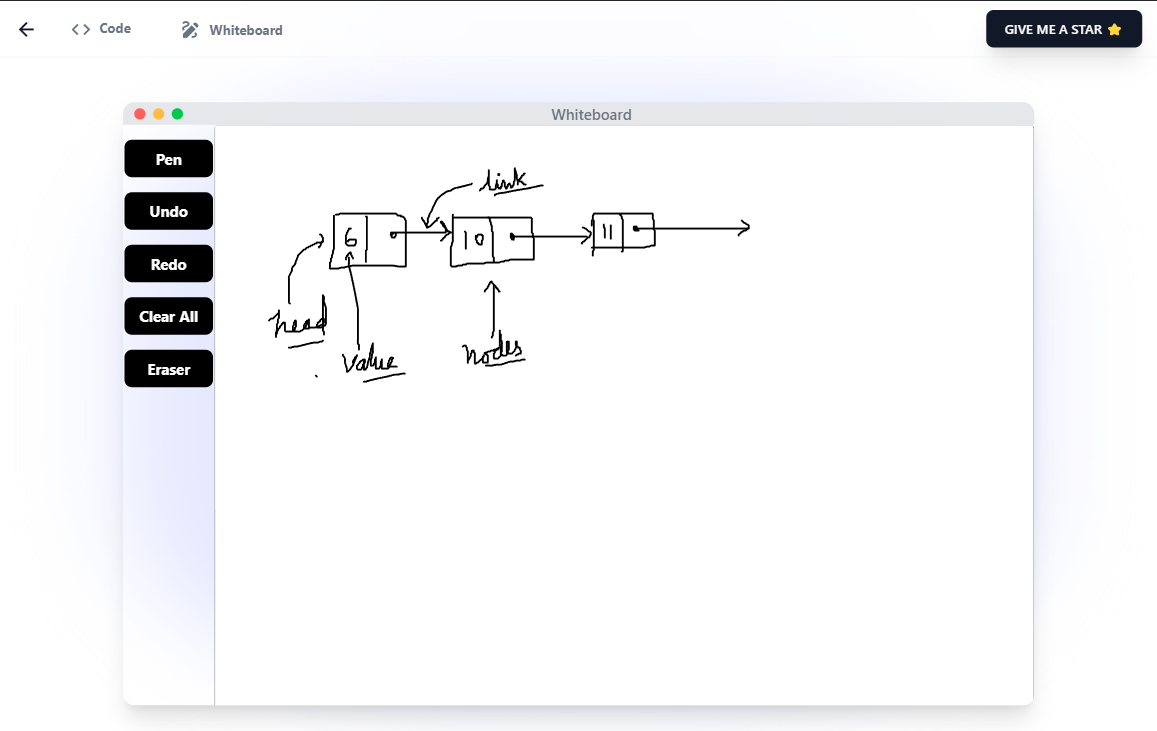 Code
Whiteboard
GIVE ME A STAR ⭐
Whiteboard
Pen
Undo
Redo
Clear All
Eraser
link
6
10
11
head
value
nodes